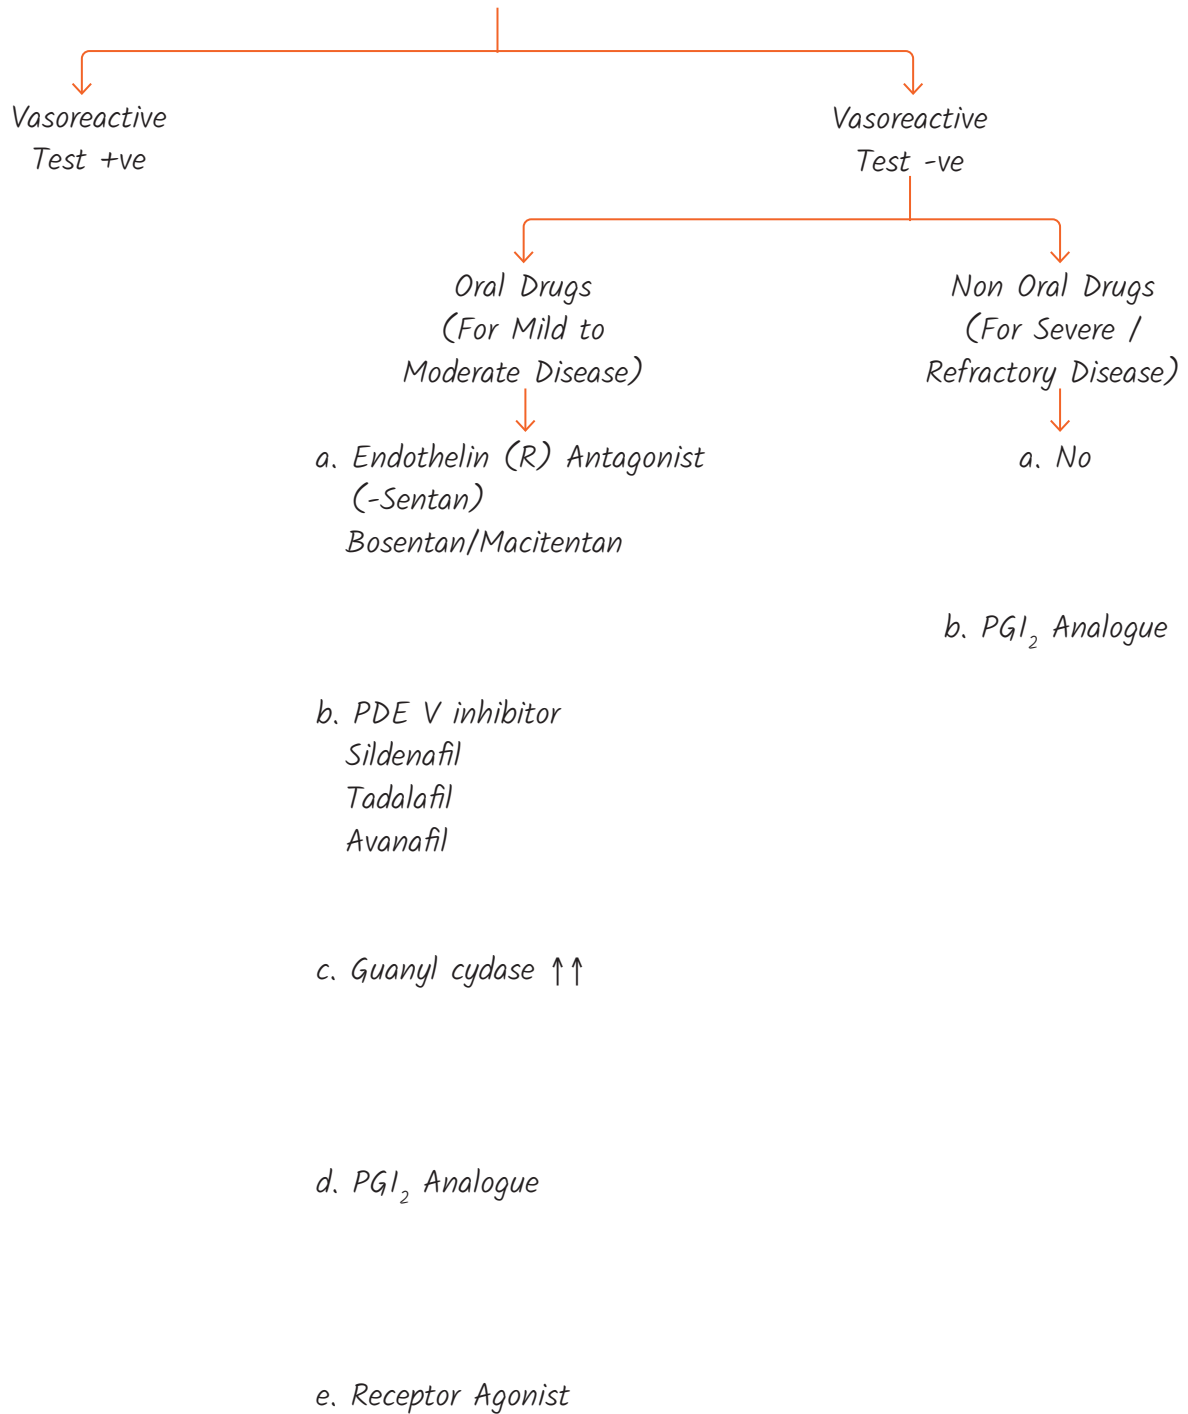 Vasoreactive
Test +ve
Vasoreactive
Test -ve
Oral Drugs
(For Mild to
Moderate Disease)
a. Endothelin (R) Antagonist
(-Sentan)
Bosentan/Macitentan
b. PDE V inhibitor
Sildenafil
Tadalafil
Avanafil
c. Guanyl cydase ↑↑
d. PGI₂ Analogue
e. Receptor Agonist
Non Oral Drugs
(For Severe /
Refractory Disease)
a. No
b. PGI₂ Analogue